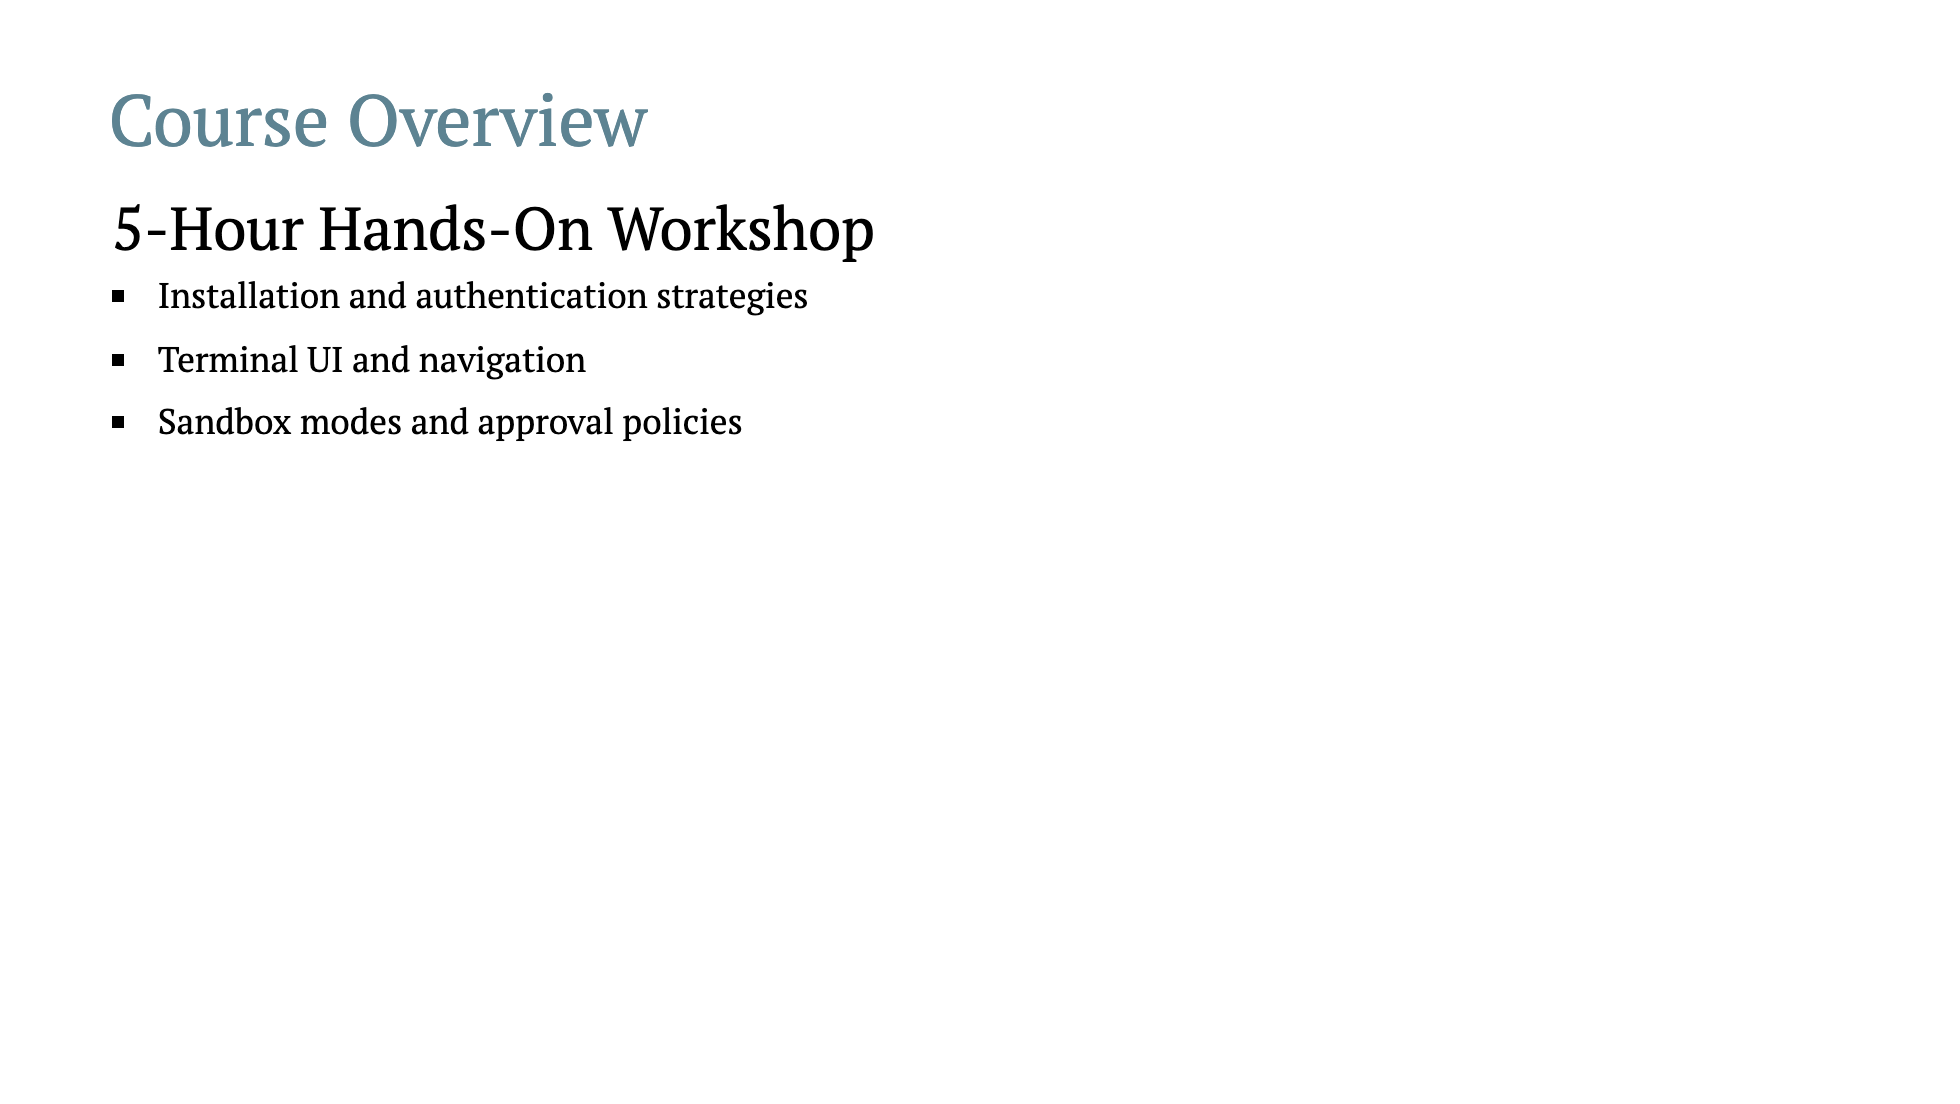 Course Overview
5-Hour Hands-On Workshop
▪ Installation and authentication strategies
▪ Terminal UI and navigation
▪ Sandbox modes and approval policies